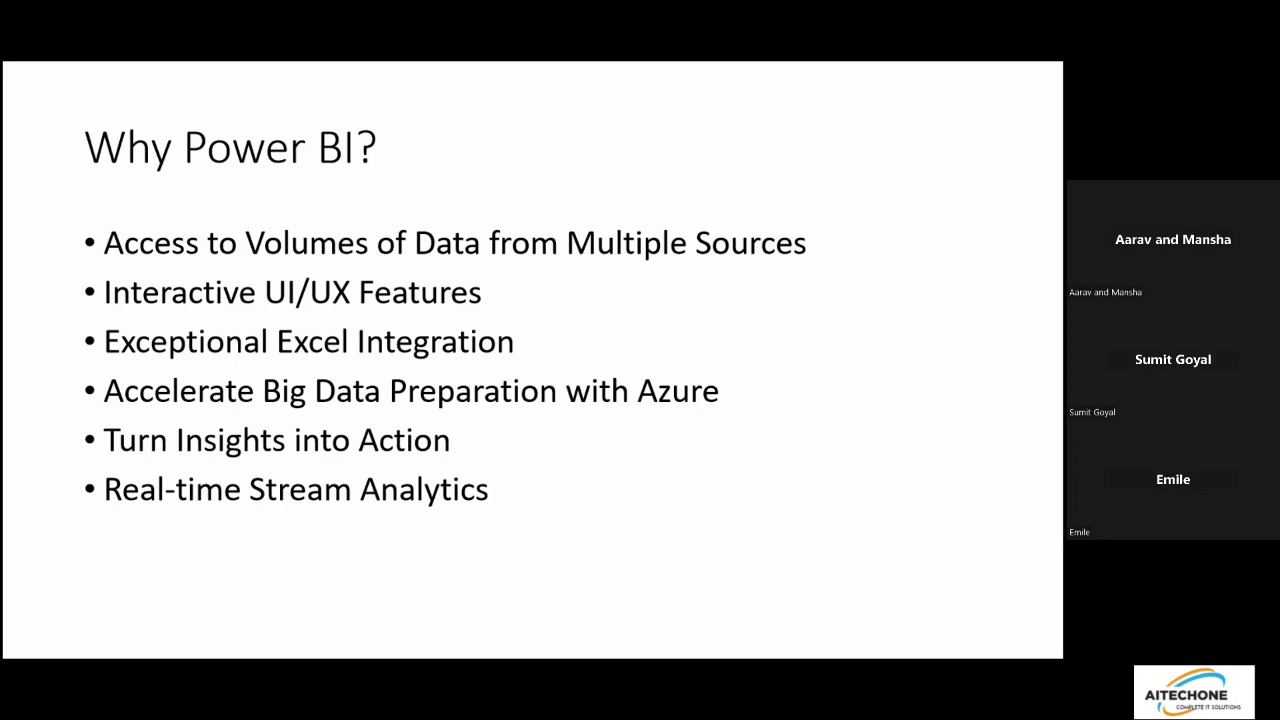 Why Power BI?
• Access to Volumes of Data from Multiple Sources
• Interactive UI/UX Features
• Exceptional Excel Integration
• Accelerate Big Data Preparation with Azure
• Turn Insights into Action
• Real-time Stream Analytics
Aarav and Mansha
Aarav and Mansha
Sumit Goyal
Sumit Goyal
Emile
Emile
AITECHONE
COMPLETE IT SOLUTIONS